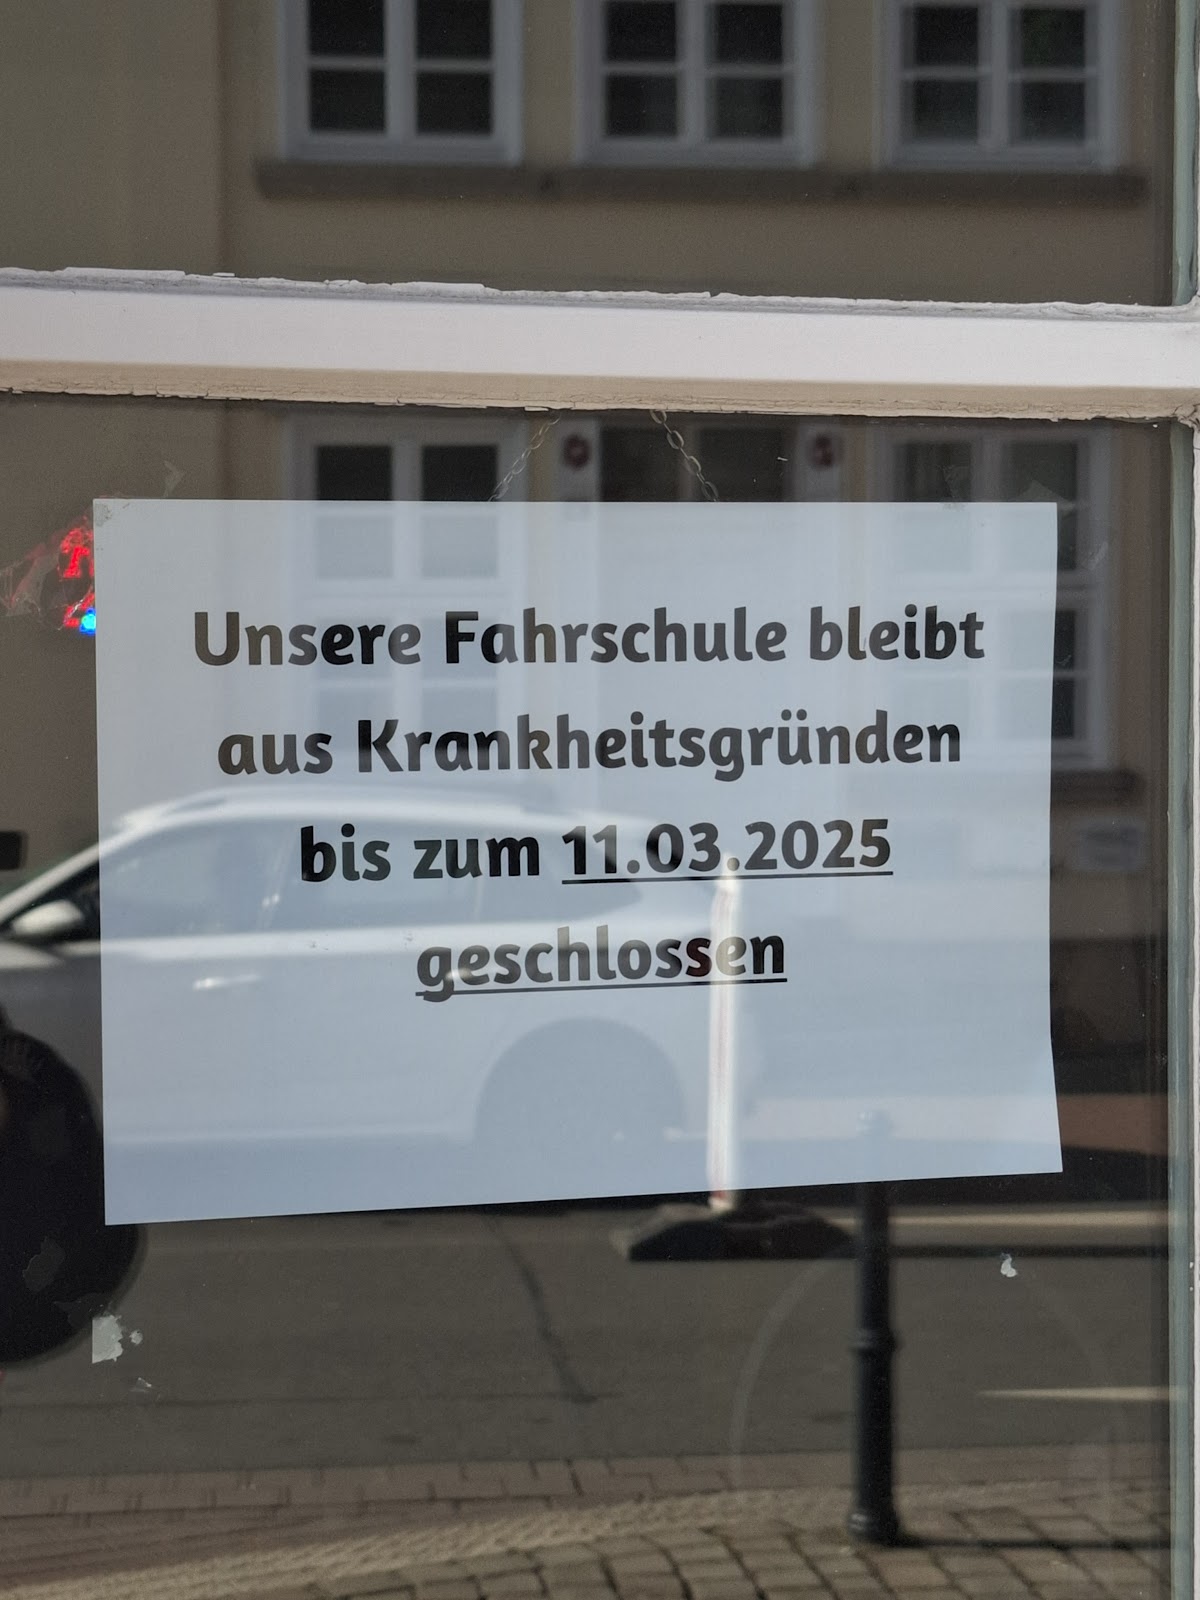 Unsere Fahrschule bleibt
aus Krankheitsgründen
bis zum 11.03.2025
geschlossen